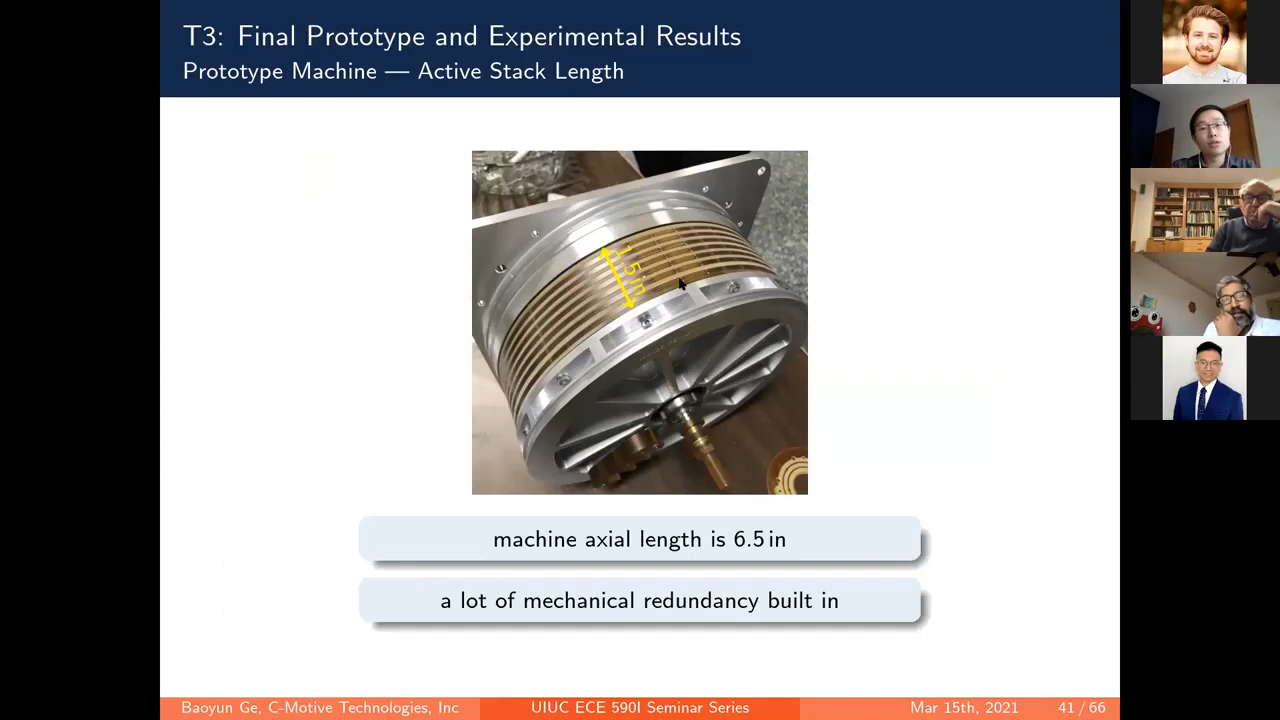 T3: Final Prototype and Experimental Results
Prototype Machine — Active Stack Length
1.5 in
machine axial length is 6.5 in
a lot of mechanical redundancy built in
Baoyun Ge, C-Motive Technologies, Inc
UIUC ECE 590I Seminar Series
Mar 15th, 2021
41 / 66